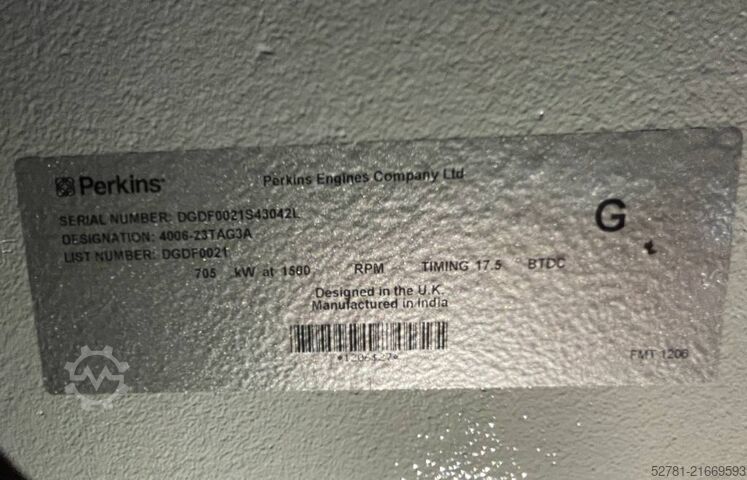 Perkins
Perkins Engines Company Ltd
SERIAL NUMBER: DGDF0021S43042L
DESIGNATION: 4006-23TAG3A
LIST NUMBER: DGDF0021
G
705 kW at 1500 RPM TIMING 17.5 BTDC
Designed in the U.K.
Manufactured in India
FMT 1206
52781-21669593